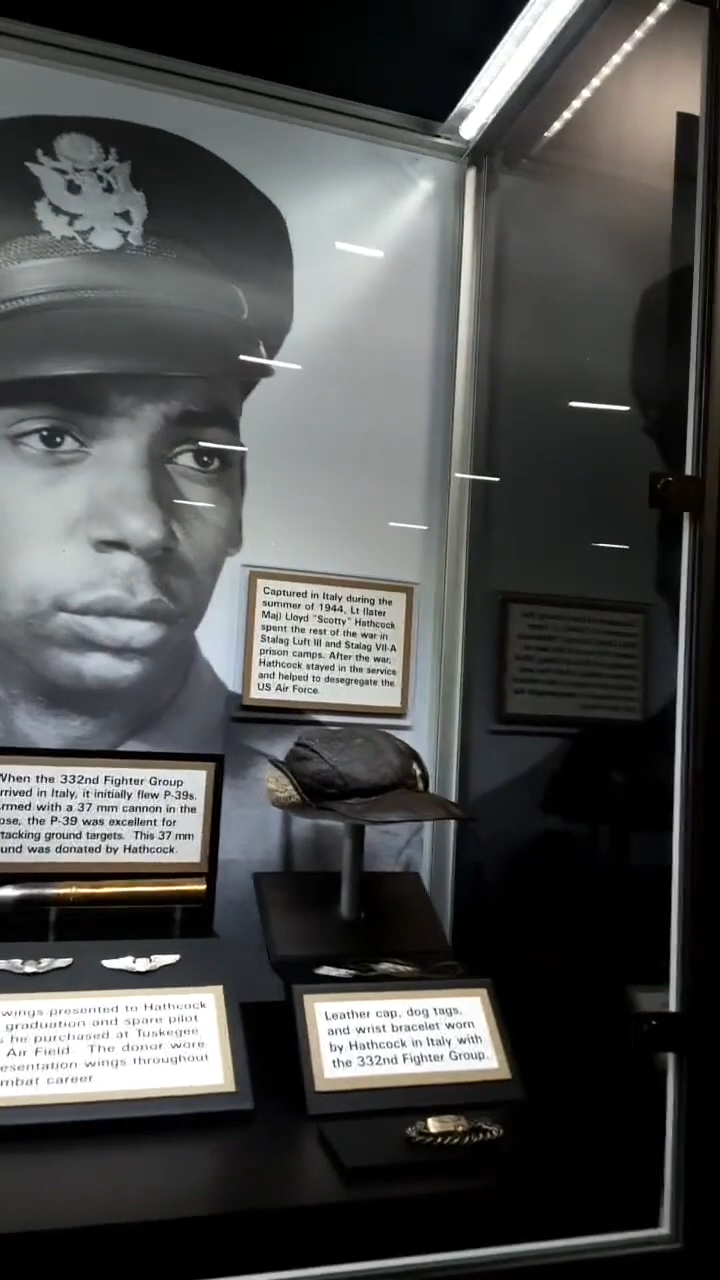 Captured in Italy during the
summer of 1944, Lt (later
Maj) Lloyd "Scotty" Hathcock
spent the rest of the war in
Stalag Luft III and Stalag VII-A
prison camps. After the war,
Hathcock stayed in the service
and helped to desegregate the
US Air Force.
When the 332nd Fighter Group
rrived in Italy, it initially flew P-39s.
rmed with a 37 mm cannon in the
ose, the P-39 was excellent for
tacking ground targets. This 37 mm
und was donated by Hathcock.
wings presented to Hathcock
graduation and spare pilot
s he purchased at Tuskegee
Air Field. The donor wore
esentation wings throughout
mbat career
Leather cap, dog tags,
and wrist bracelet worn
by Hathcock in Italy with
the 332nd Fighter Group.